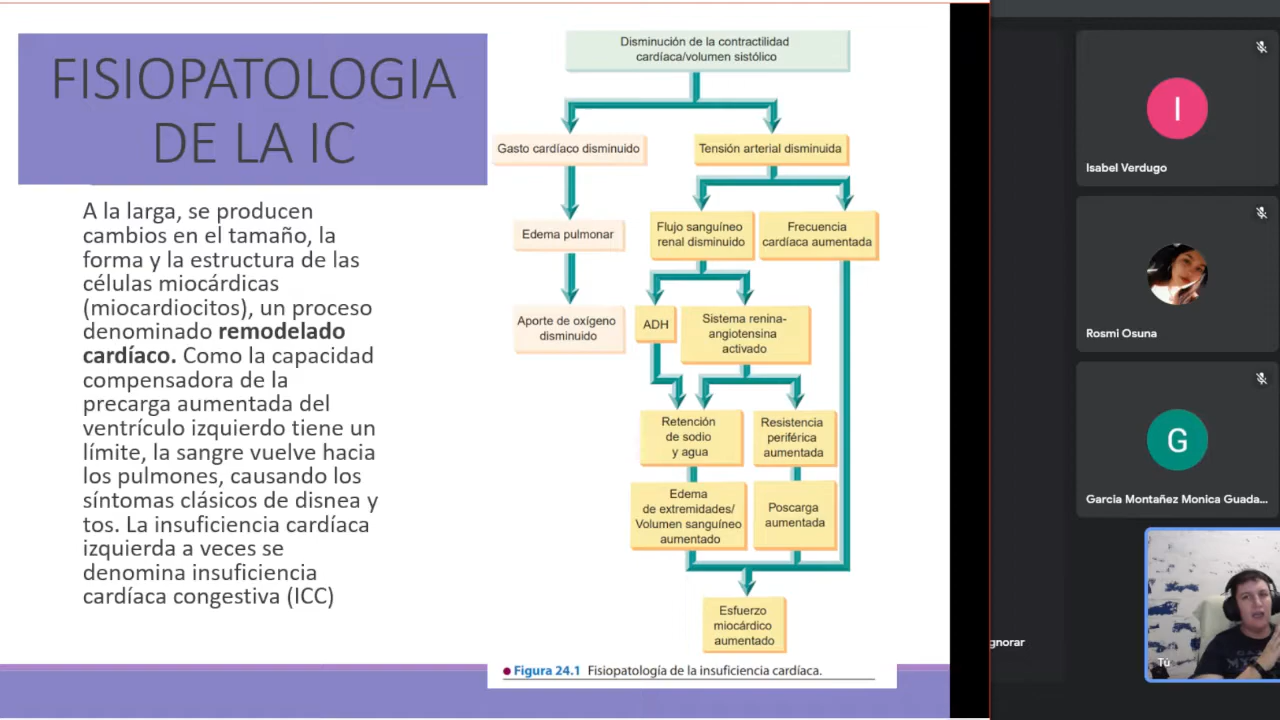 FISIOPATOLOGIA
DE LA IC
A la larga, se producen
cambios en el tamaño, la
forma y la estructura de las
células miocárdicas
(miocardiocitos), un proceso
denominado remodelado
cardíaco. Como la capacidad
compensadora de la
precarga aumentada del
ventrículo izquierdo tiene un
límite, la sangre vuelve hacia
los pulmones, causando los
síntomas clásicos de disnea y
tos. La insuficiencia cardíaca
izquierda a veces se
denomina insuficiencia
cardíaca congestiva (ICC)
Disminución de la contractilidad
cardíaca/volumen sistólico
Gasto cardíaco disminuido
Tensión arterial disminuida
Edema pulmonar
Flujo sanguíneo
renal disminuido
Frecuencia
cardíaca aumentada
Aporte de oxígeno
disminuido
ADH
Sistema renina-
angiotensina
activado
Retención
de sodio
y agua
Resistencia
periférica
aumentada
Edema
de extremidades/
Volumen sanguíneo
aumentado
Poscarga
aumentada
Esfuerzo
miocárdico
aumentado
Figura 24.1 Fisiopatología de la insuficiencia cardíaca.
I
Isabel Verdugo
Rosmi Osuna
G
Garcia Montañez Monica Guada...
gnorar
Tú